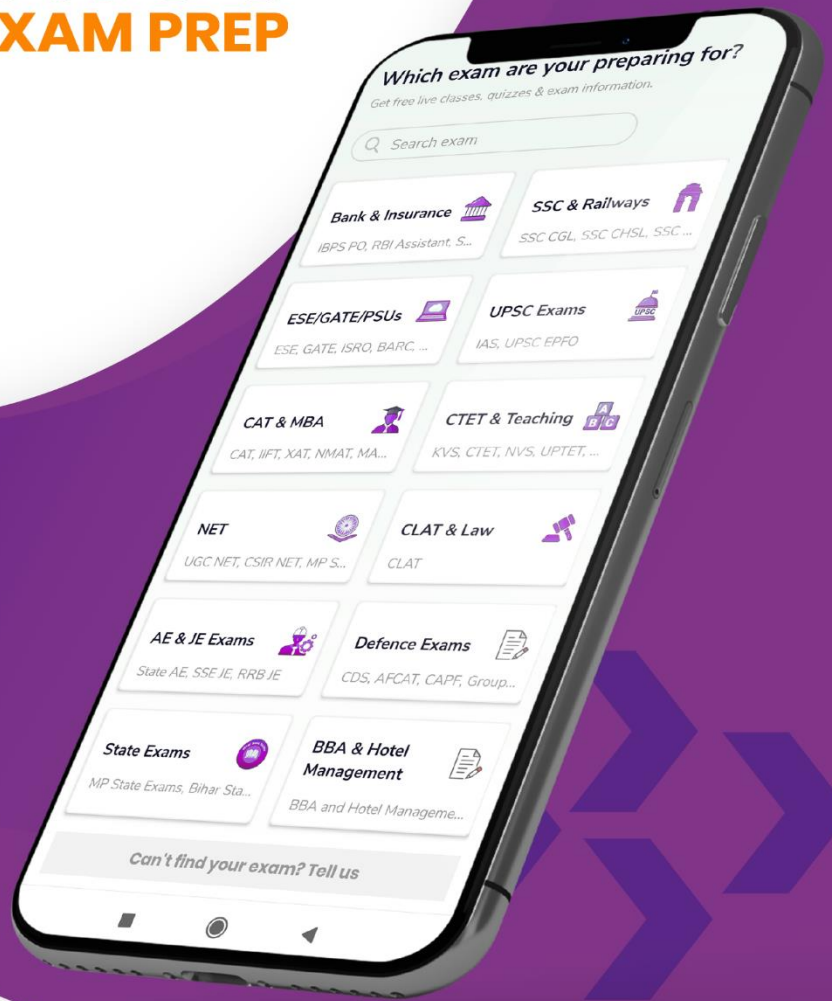 XAM PREP
Which exam are your preparing for?
Get free live classes, quizzes & exam information.
Search exam
Bank & Insurance
IBPS PO, RBI Assistant, S...
SSC & Railways
SSC CGL, SSC CHSL, SSC ...
ESE/GATE/PSUs
ESE, GATE, ISRO, BARC, ...
UPSC Exams
UPSC
IAS, UPSC EPFO
CAT & MBA
CAT, IIFT, XAT, NMAT, MA...
CTET & Teaching
A
B C
KVS, CTET, NVS, UPTET, ...
NET
UGC NET, CSIR NET, MP S...
CLAT & Law
CLAT
AE & JE Exams
State AE, SSE JE, RRB JE
Defence Exams
CDS, AFCAT, CAPF, Group...
State Exams
MP State Exams, Bihar Sta...
BBA & Hotel
Management
BBA and Hotel Manageme...
Can't find your exam? Tell us